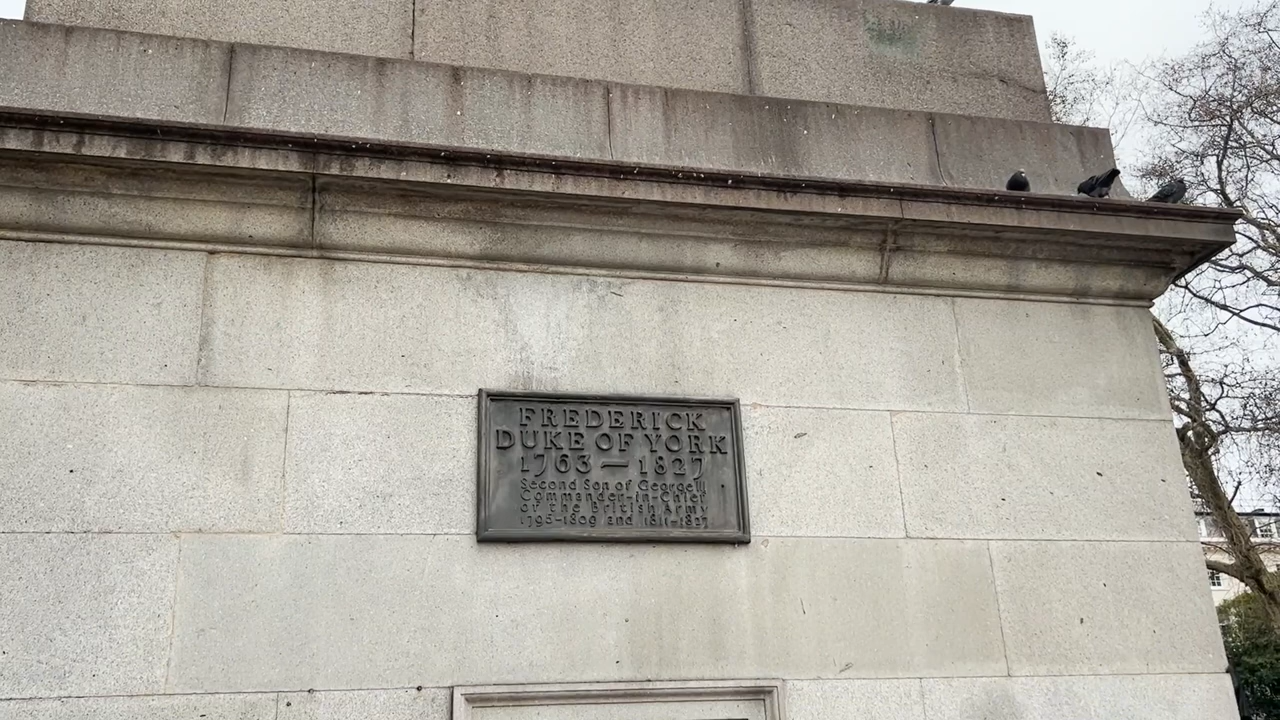 FREDERICK
DUKE OF YORK
1763 — 1827
Second Son of George III
Commander-in-Chief
of the British Army
1795-1809 and 1811-1827